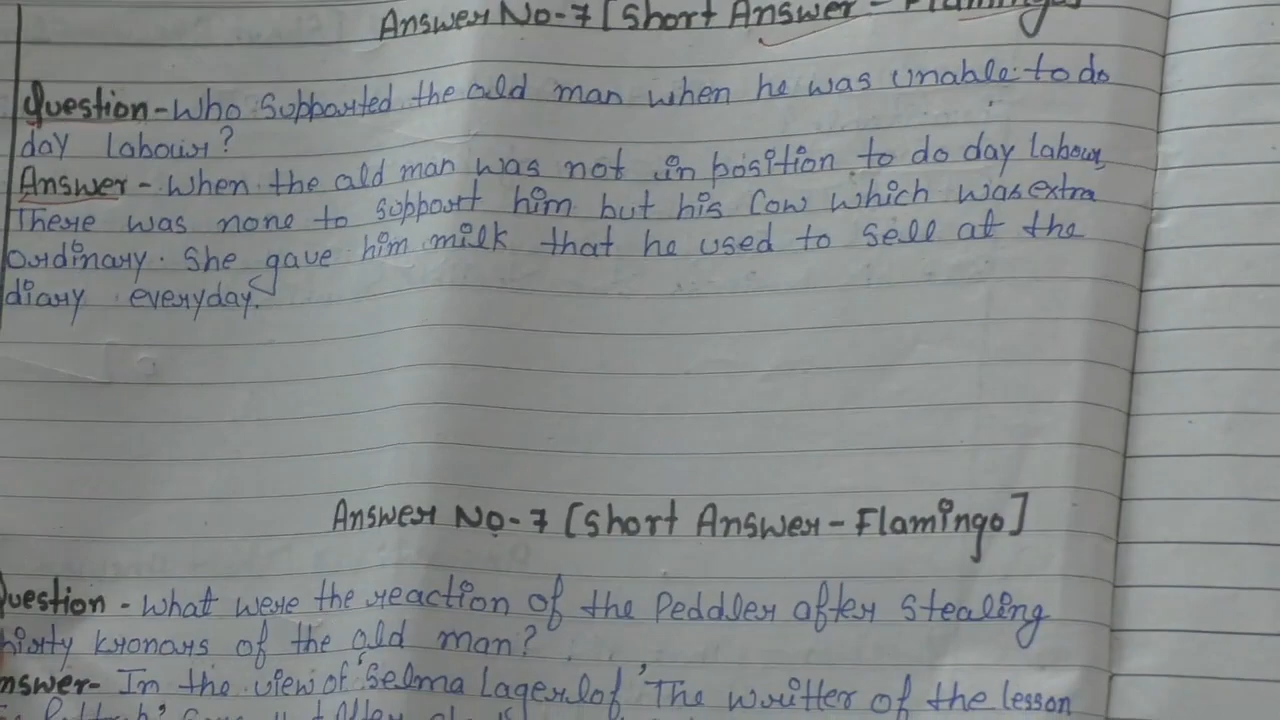 Answer No-7 [Short Answer - Flamingo]
Question - Who Supported the old man when he was unable to do
day labour?
Answer - When the old man was not in position to do day labour,
There was none to support him but his Cow which was extra
ordinary. She gave him milk that he used to sell at the
diary everyday.
Answer No-7 [Short Answer - Flamingo]
Question - What were the reaction of the Peddler after Stealing
thirty kronars of the old man?
Answer- In the view of 'Selma Lagerlof' The writter of the lesson